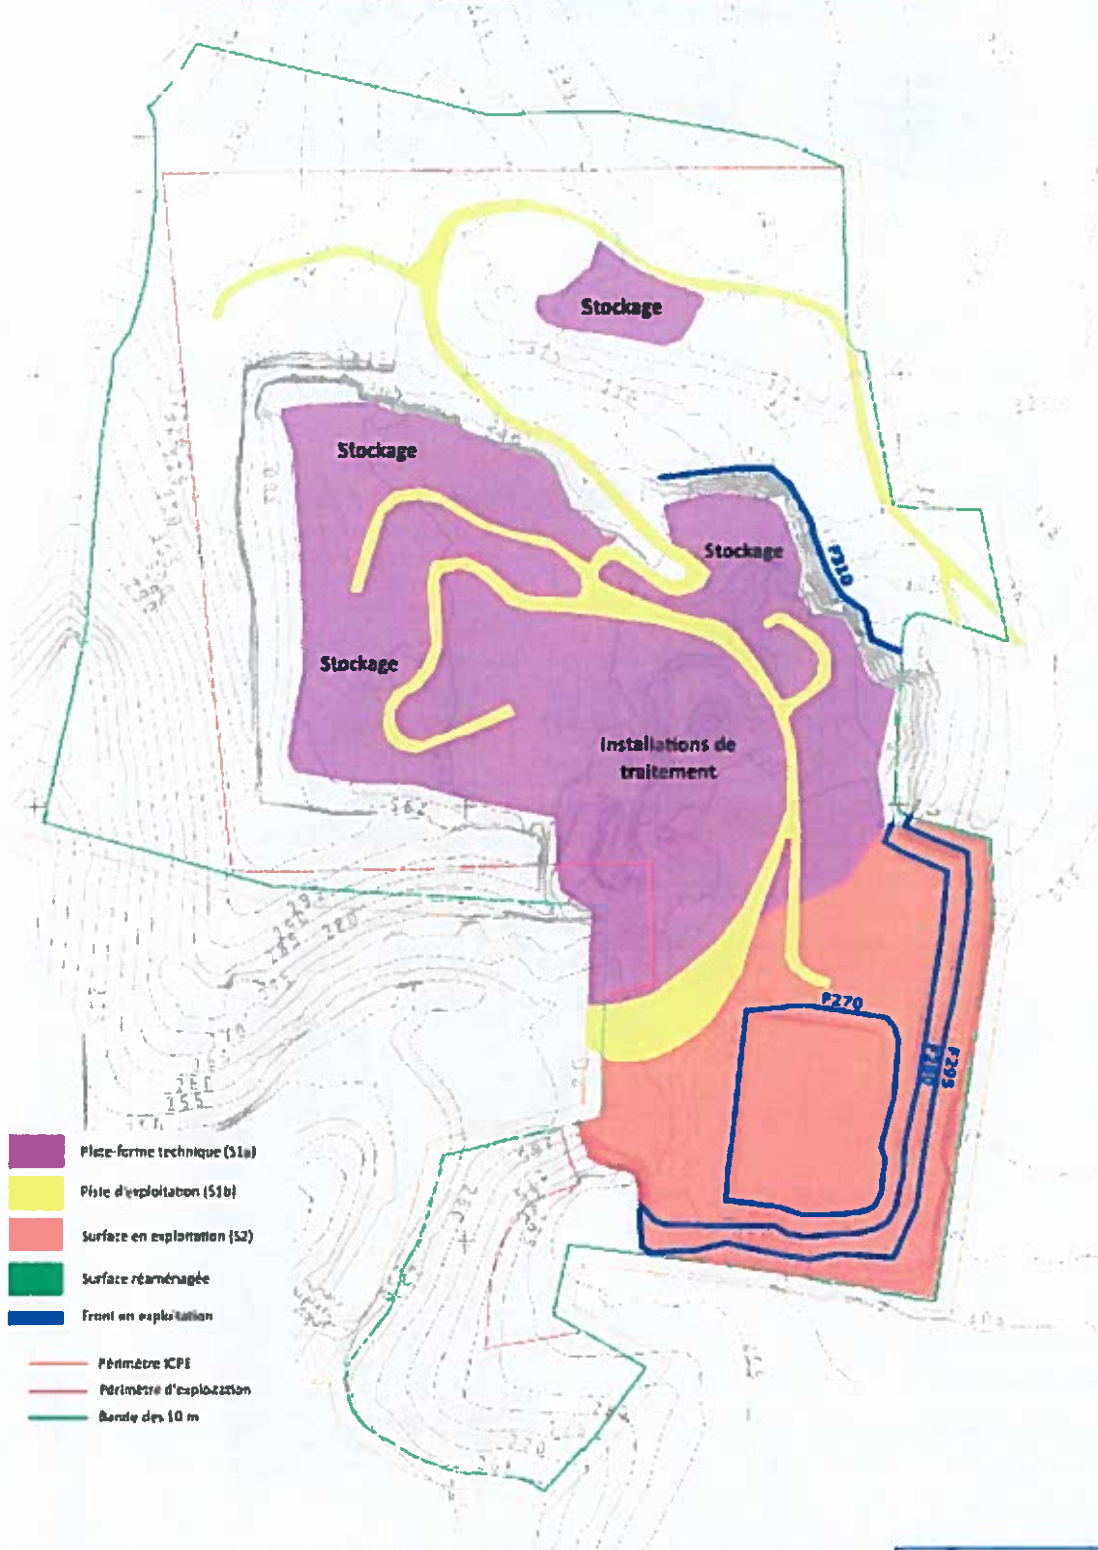 Stockage
Stockage
Stockage
F310
Stockage
Installations de
traitement
F270
F295
F280
280
Plate-forme technique (S1a)
Piste d'exploitation (S1b)
Surface en exploitation (S2)
Surface réaménagée
Front en exploitation
Périmètre ICPE
Périmètre d'exploitation
Bande des 10 m